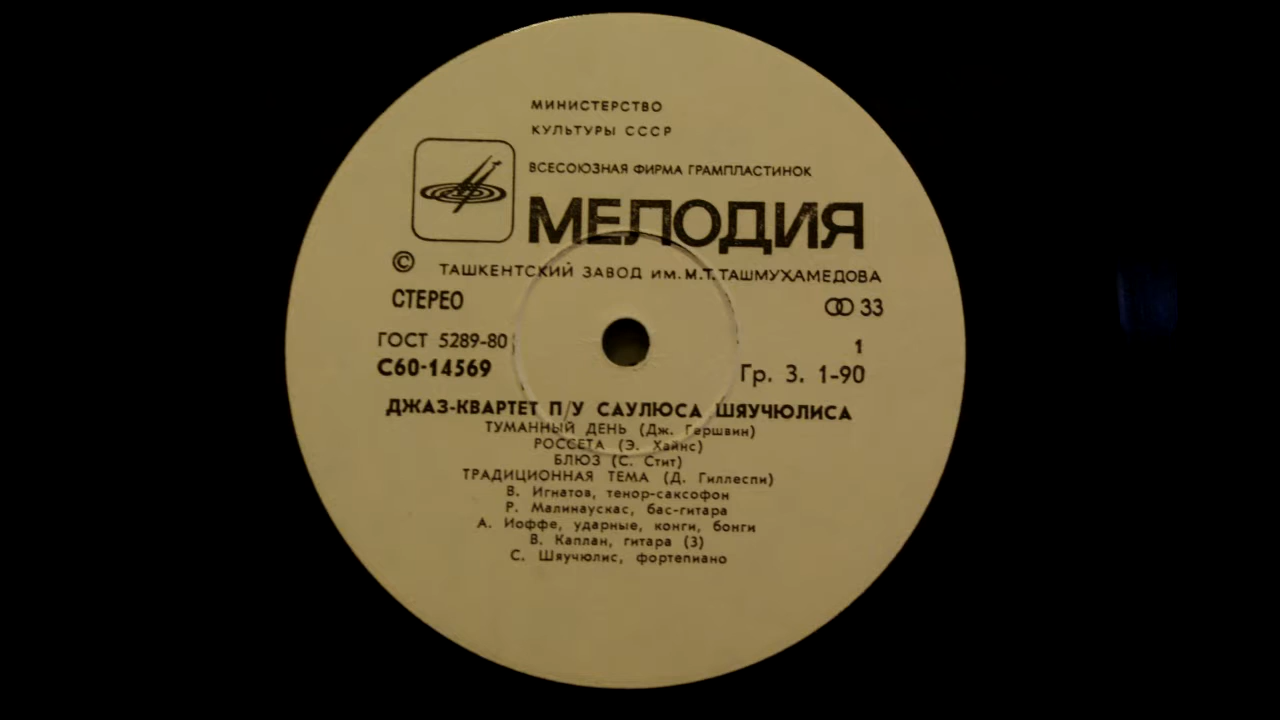 МИНИСТЕРСТВО
КУЛЬТУРЫ СССР
ВСЕСОЮЗНАЯ ФИРМА ГРАМПЛАСТИНОК
МЕЛОДИЯ
© ТАШКЕНТСКИЙ ЗАВОД ИМ. М.Т. ТАШМУХАМЕДОВА
СТЕРЕО 33
ГОСТ 5289-80 1
С60-14569 Гр. 3. 1-90
ДЖАЗ-КВАРТЕТ П/У САУЛЮСА ШЯУЧЮЛИСА
ТУМАННЫЙ ДЕНЬ (Дж. Гершвин)
РОССЕТА (Э. Хайнс)
БЛЮЗ (С. Стит)
ТРАДИЦИОННАЯ ТЕМА (Д. Гиллеспи)
В. Игнатов, тенор-саксофон
Р. Малинаускас, бас-гитара
А. Иоффе, ударные, конги, бонги
В. Каплан, гитара (3)
С. Шяучюлис, фортепиано